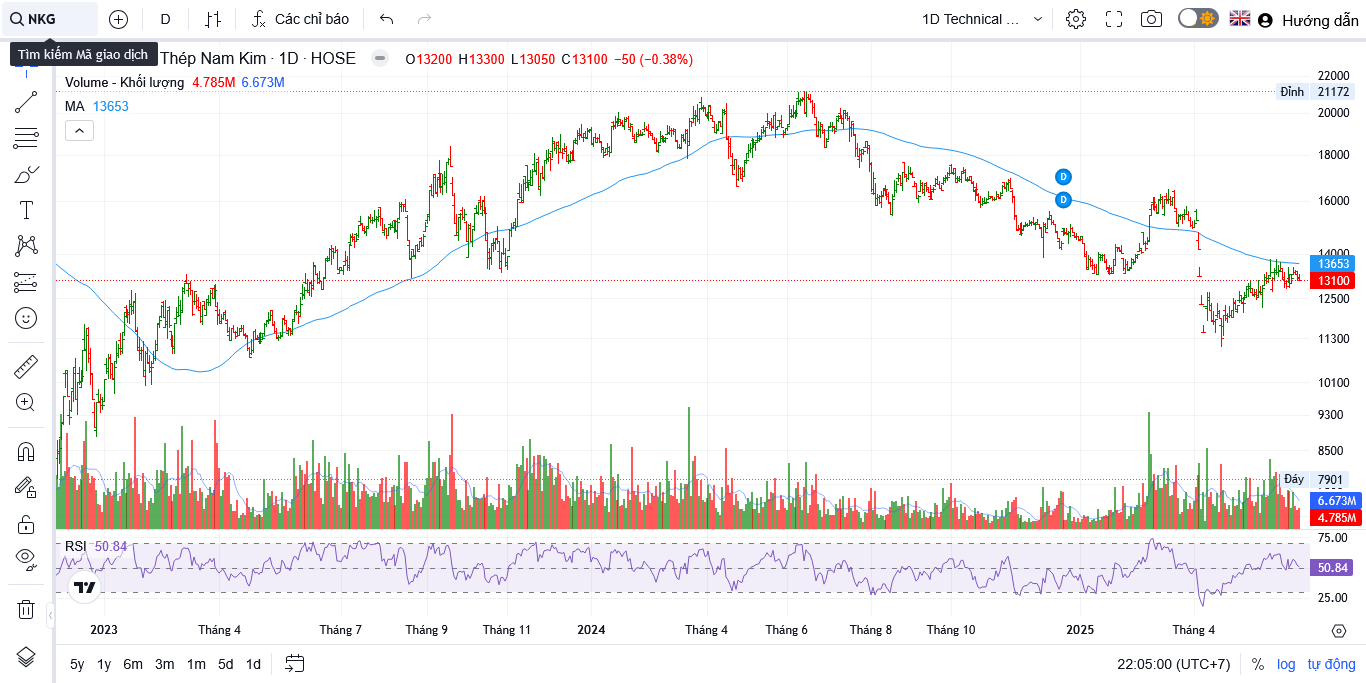 NKG D Các chỉ báo 1D Technical ... Hướng dẫn
Tìm kiếm Mã giao dịch
Thép Nam Kim · 1D · HOSE O13200 H13300 L13050 C13100 −50 (−0.38%)
Volume - Khối lượng 4.785M 6.673M
MA 13653
22000
Đỉnh 21172
20000
18000
16000
D
D
14000
13653
13100
12500
11300
10100
9300
8500
Đáy 7901
6.673M
4.785M
RSI 50.84
75.00
50.84
25.00
2023 Tháng 4 Tháng 7 Tháng 9 Tháng 11 2024 Tháng 4 Tháng 6 Tháng 8 Tháng 10 2025 Tháng 4
5y 1y 6m 3m 1m 5d 1d 22:05:00 (UTC+7) % log tự động